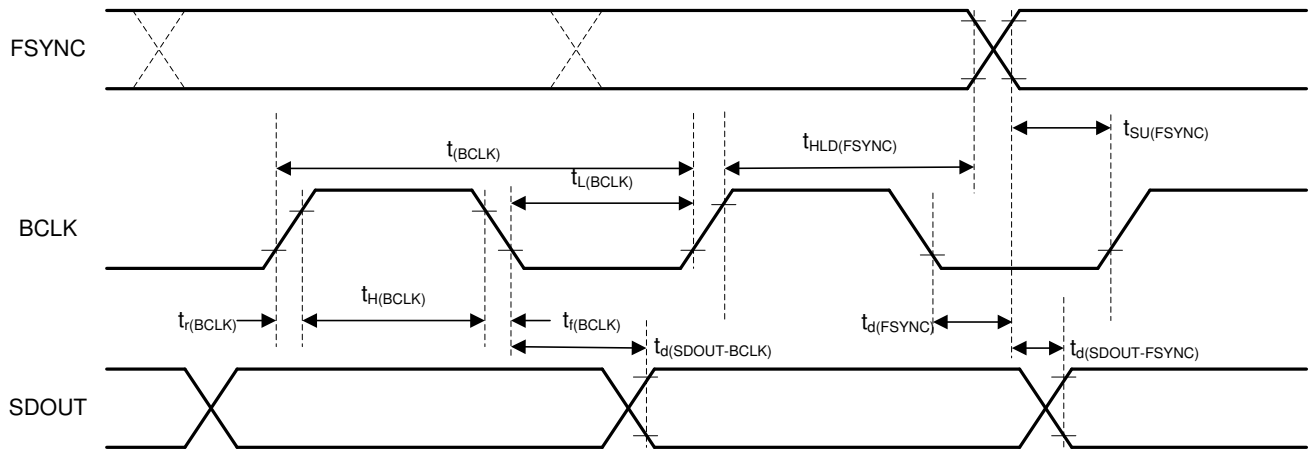 FSYNC
tSU(FSYNC)
tHLD(FSYNC)
t(BCLK)
tL(BCLK)
BCLK
tH(BCLK)
tr(BCLK)
tf(BCLK)
td(FSYNC)
td(SDOUT-BCLK)
td(SDOUT-FSYNC)
SDOUT